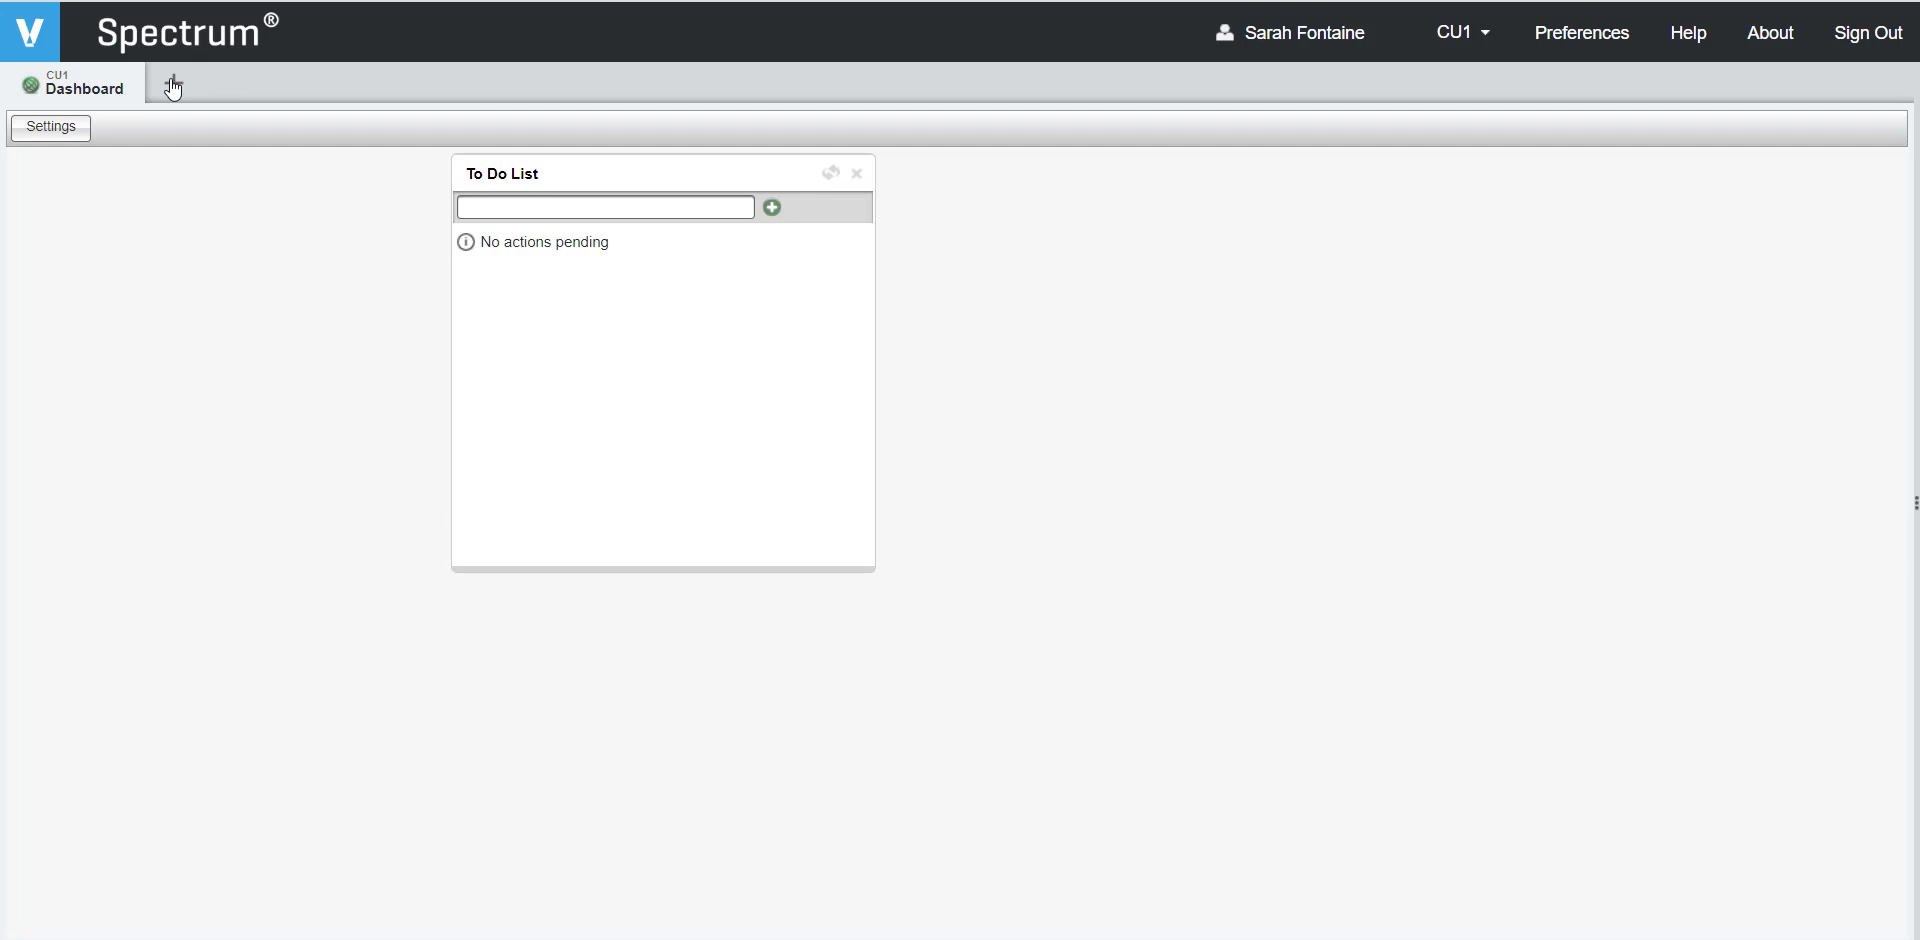 V Spectrum®
Sarah Fontaine CU1 Preferences Help About Sign Out
CU1
Dashboard
Settings
To Do List
No actions pending